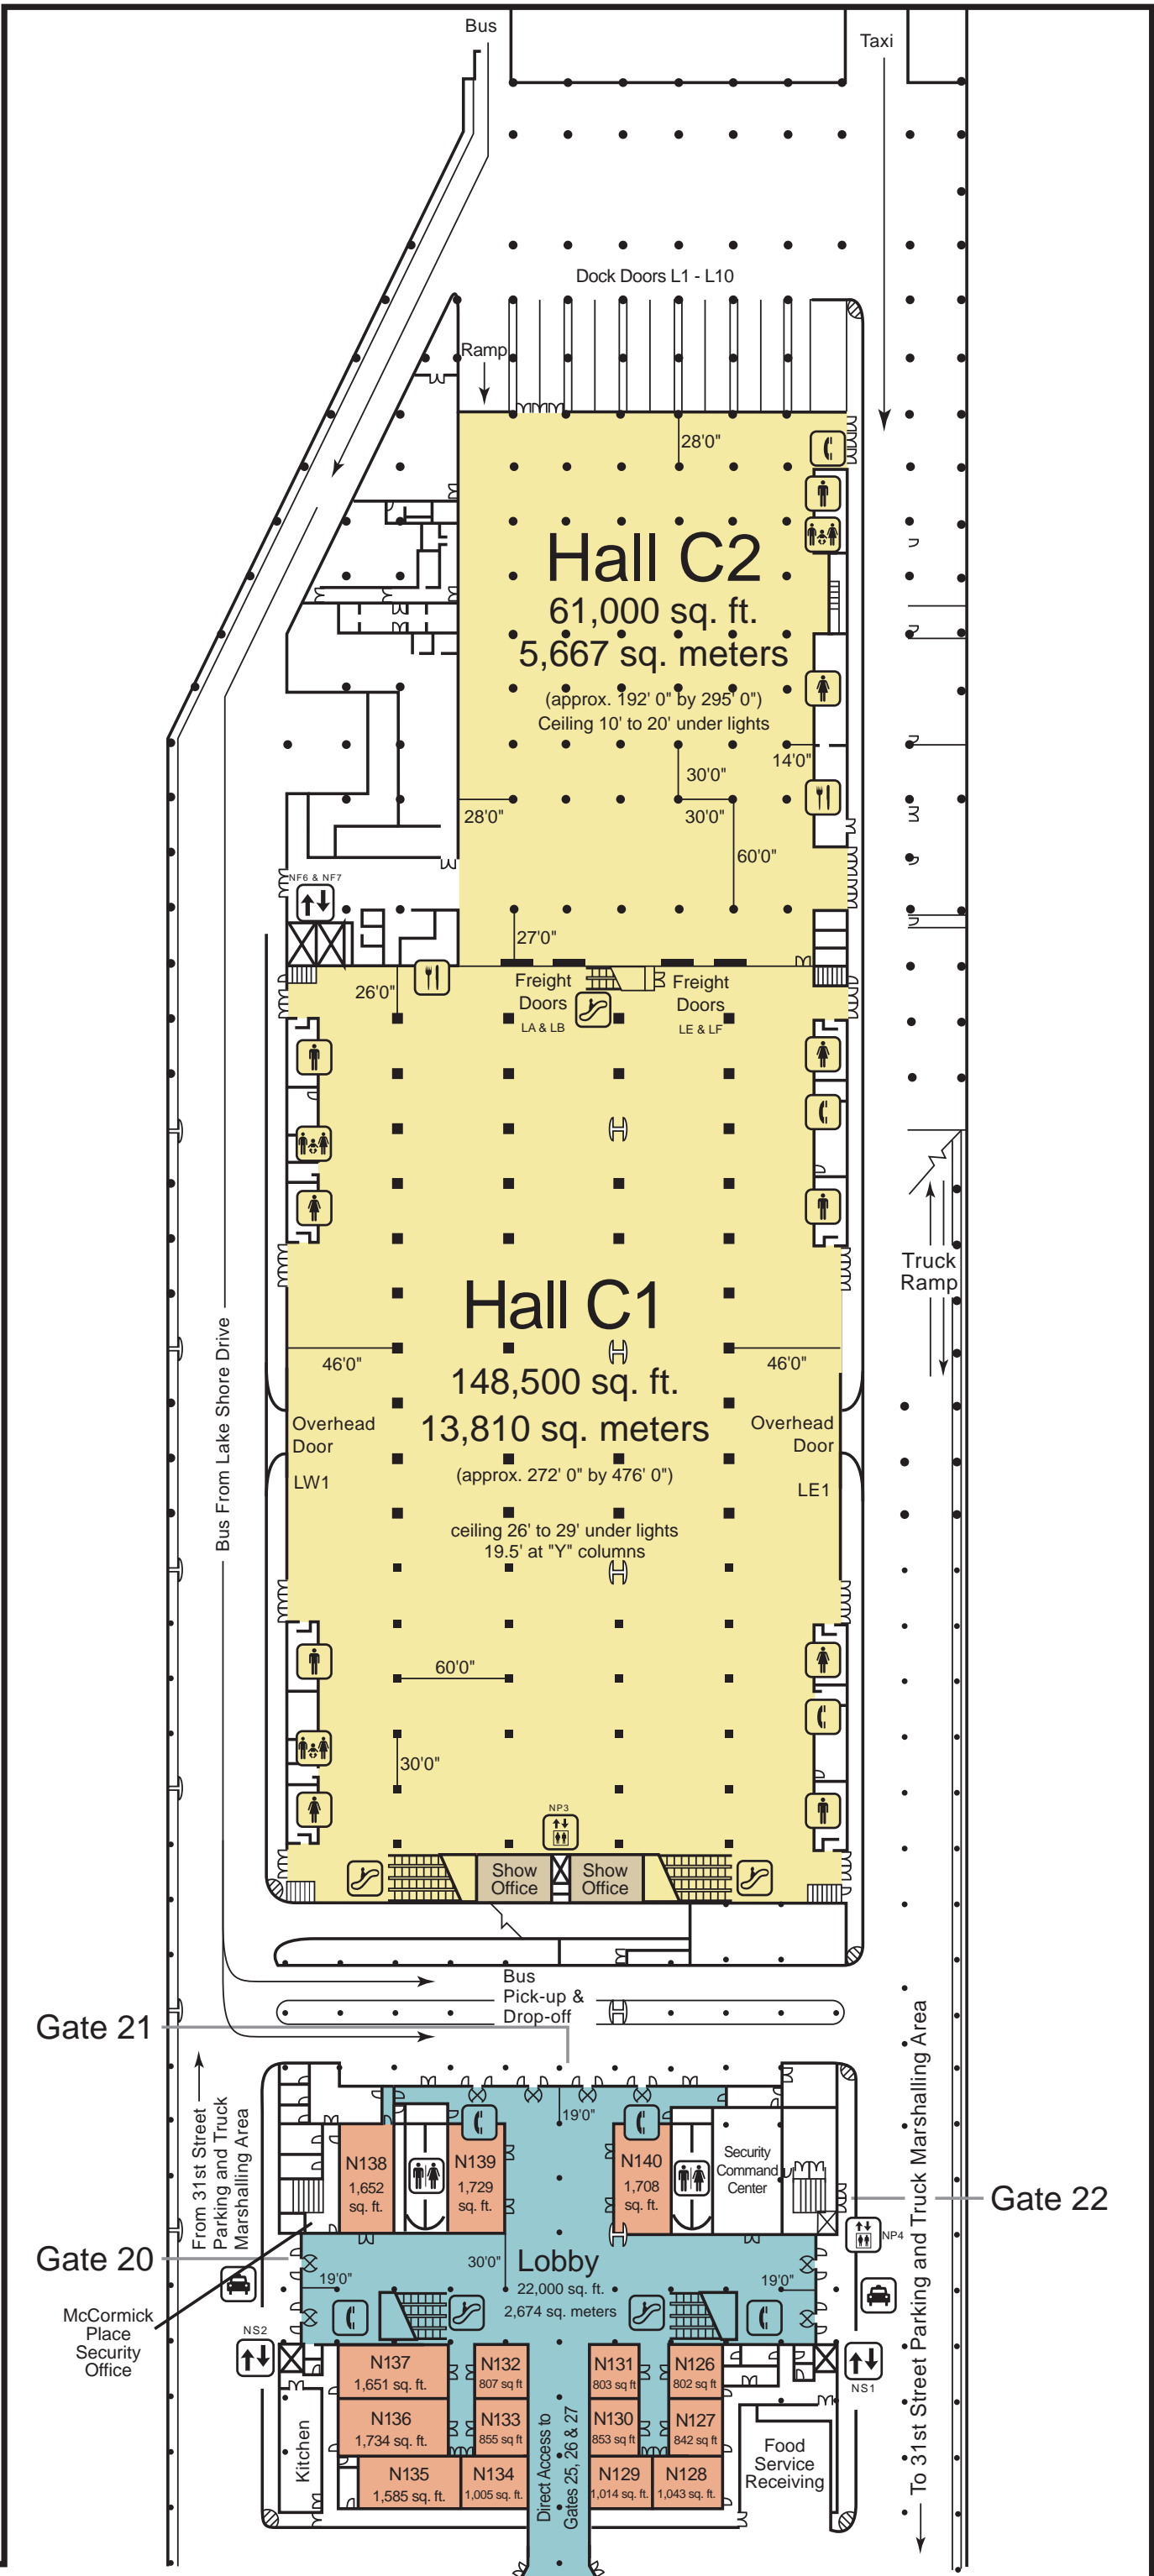 Bus
Taxi
Dock Doors L1 - L10
Ramp
28'0"
Hall C2
61,000 sq. ft.
5,667 sq. meters
(approx. 192' 0" by 295' 0")
Ceiling 10' to 20' under lights
14'0"
30'0"
28'0"
30'0"
60'0"
NF6 & NF7
27'0"
26'0"
Freight
Doors
LA & LB
Freight
Doors
LE & LF
Truck
Ramp
Hall C1
46'0"
46'0"
148,500 sq. ft.
13,810 sq. meters
(approx. 272' 0" by 476' 0")
Overhead
Door
LW1
Overhead
Door
LE1
Bus From Lake Shore Drive
ceiling 26' to 29' under lights
19.5' at "Y" columns
60'0"
30'0"
NP3
Show
Office
Show
Office
Bus
Pick-up &
Drop-off
Gate 21
From 31st Street
Parking and Truck
Marshalling Area
To 31st Street Parking and Truck Marshalling Area
19'0"
N138
1,652
sq. ft.
N139
1,729
sq. ft.
N140
1,708
sq. ft.
Security
Command
Center
Gate 22
NP4
Gate 20
30'0"
Lobby
22,000 sq. ft.
2,674 sq. meters
19'0"
19'0"
McCormick
Place
Security
Office
NS2
NS1
N137
1,651 sq. ft.
N132
807 sq ft
N131
803 sq ft
N126
802 sq ft
N136
1,734 sq. ft.
N133
855 sq ft
N130
853 sq ft
N127
842 sq ft
N135
1,585 sq. ft.
N134
1,005 sq. ft.
N129
1,014 sq. ft.
N128
1,043 sq. ft.
Kitchen
Direct Access to
Gates 25, 26 & 27
Food
Service
Receiving